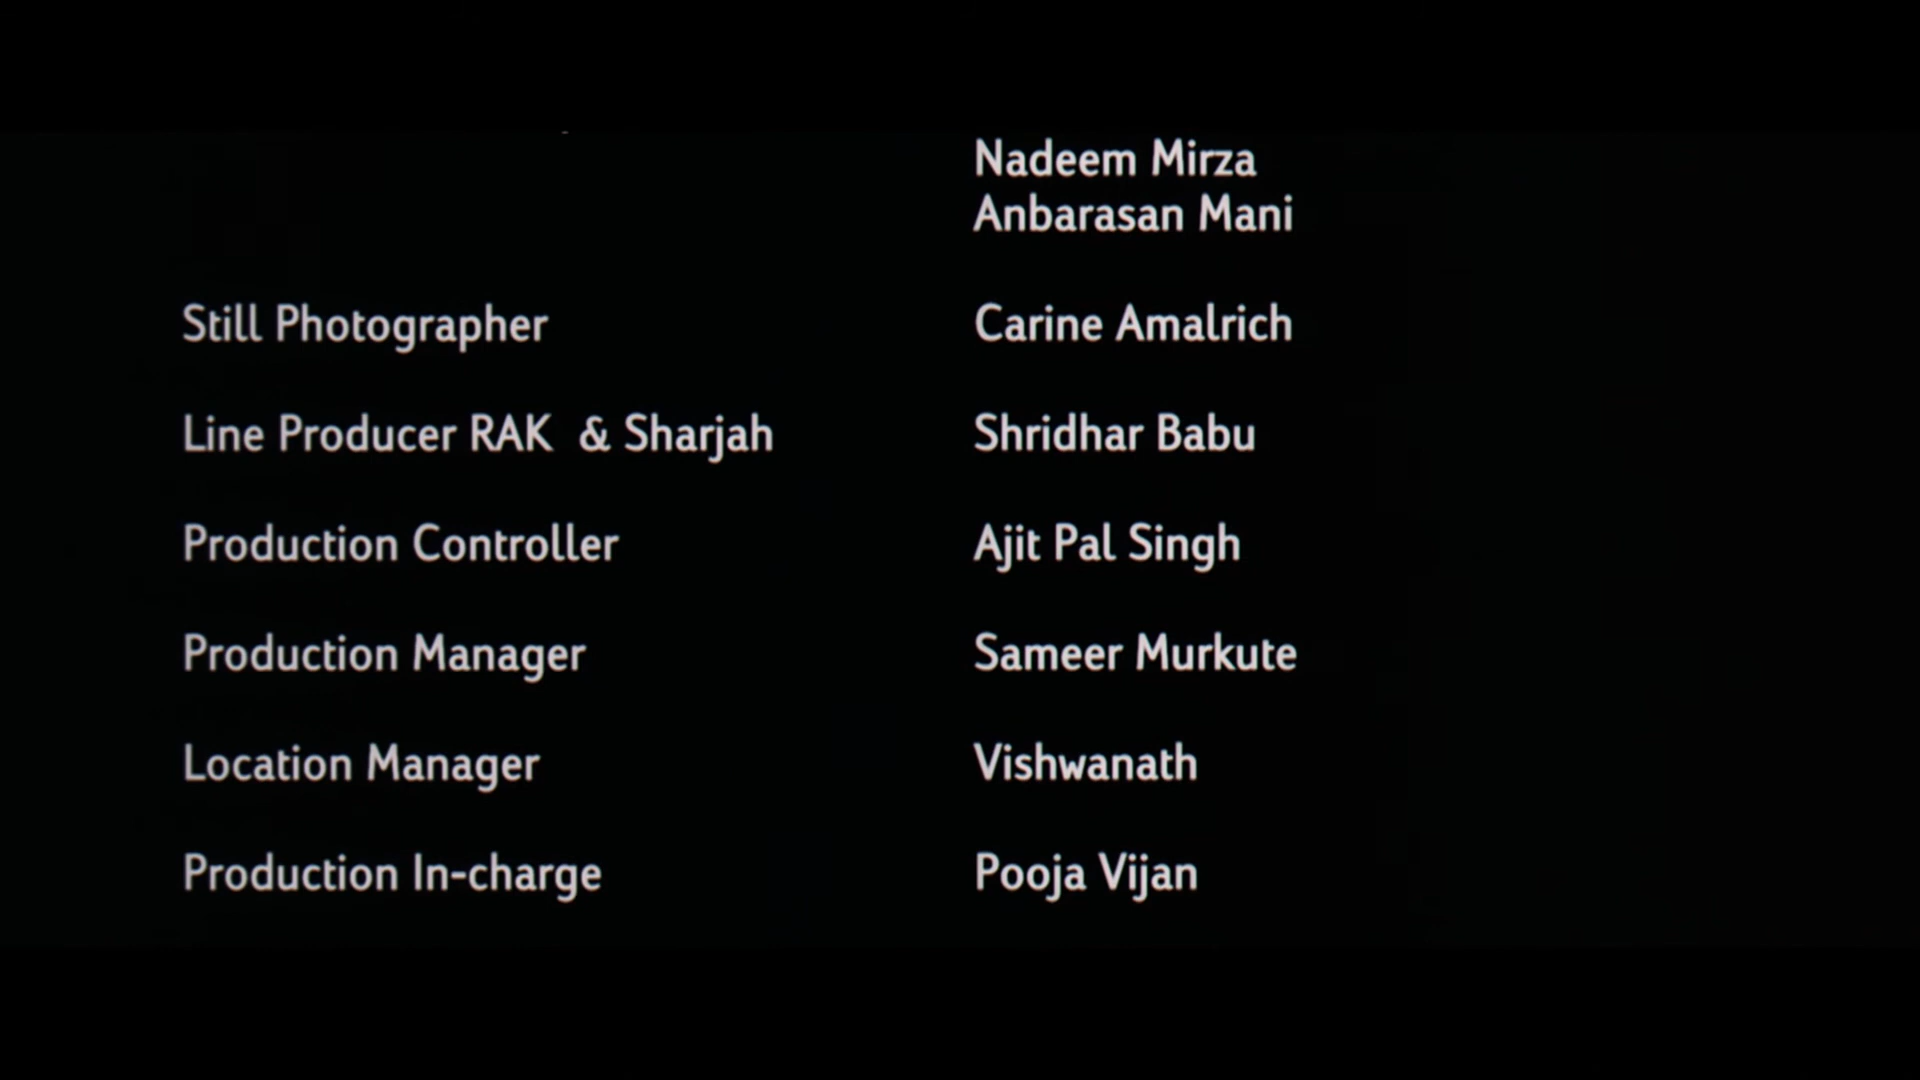 Nadeem Mirza
Anbarasan Mani
Still Photographer Carine Amalrich
Line Producer RAK & Sharjah Shridhar Babu
Production Controller Ajit Pal Singh
Production Manager Sameer Murkute
Location Manager Vishwanath
Production In-charge Pooja Vijan